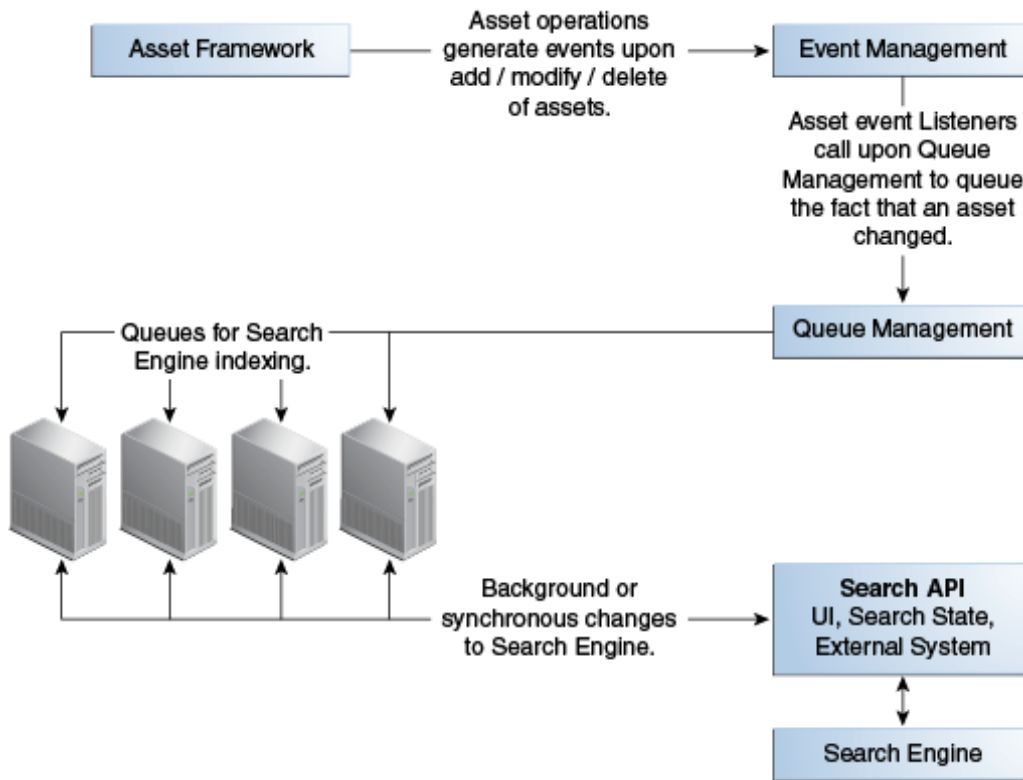 Asset Framework
Asset operations
generate events upon
add / modify / delete
of assets.
Event Management
Asset event Listeners
call upon Queue
Management to queue
the fact that an asset
changed.
Queue Management
Queues for Search
Engine indexing.
Background or
synchronous changes
to Search Engine.
Search API
UI, Search State,
External System
Search Engine